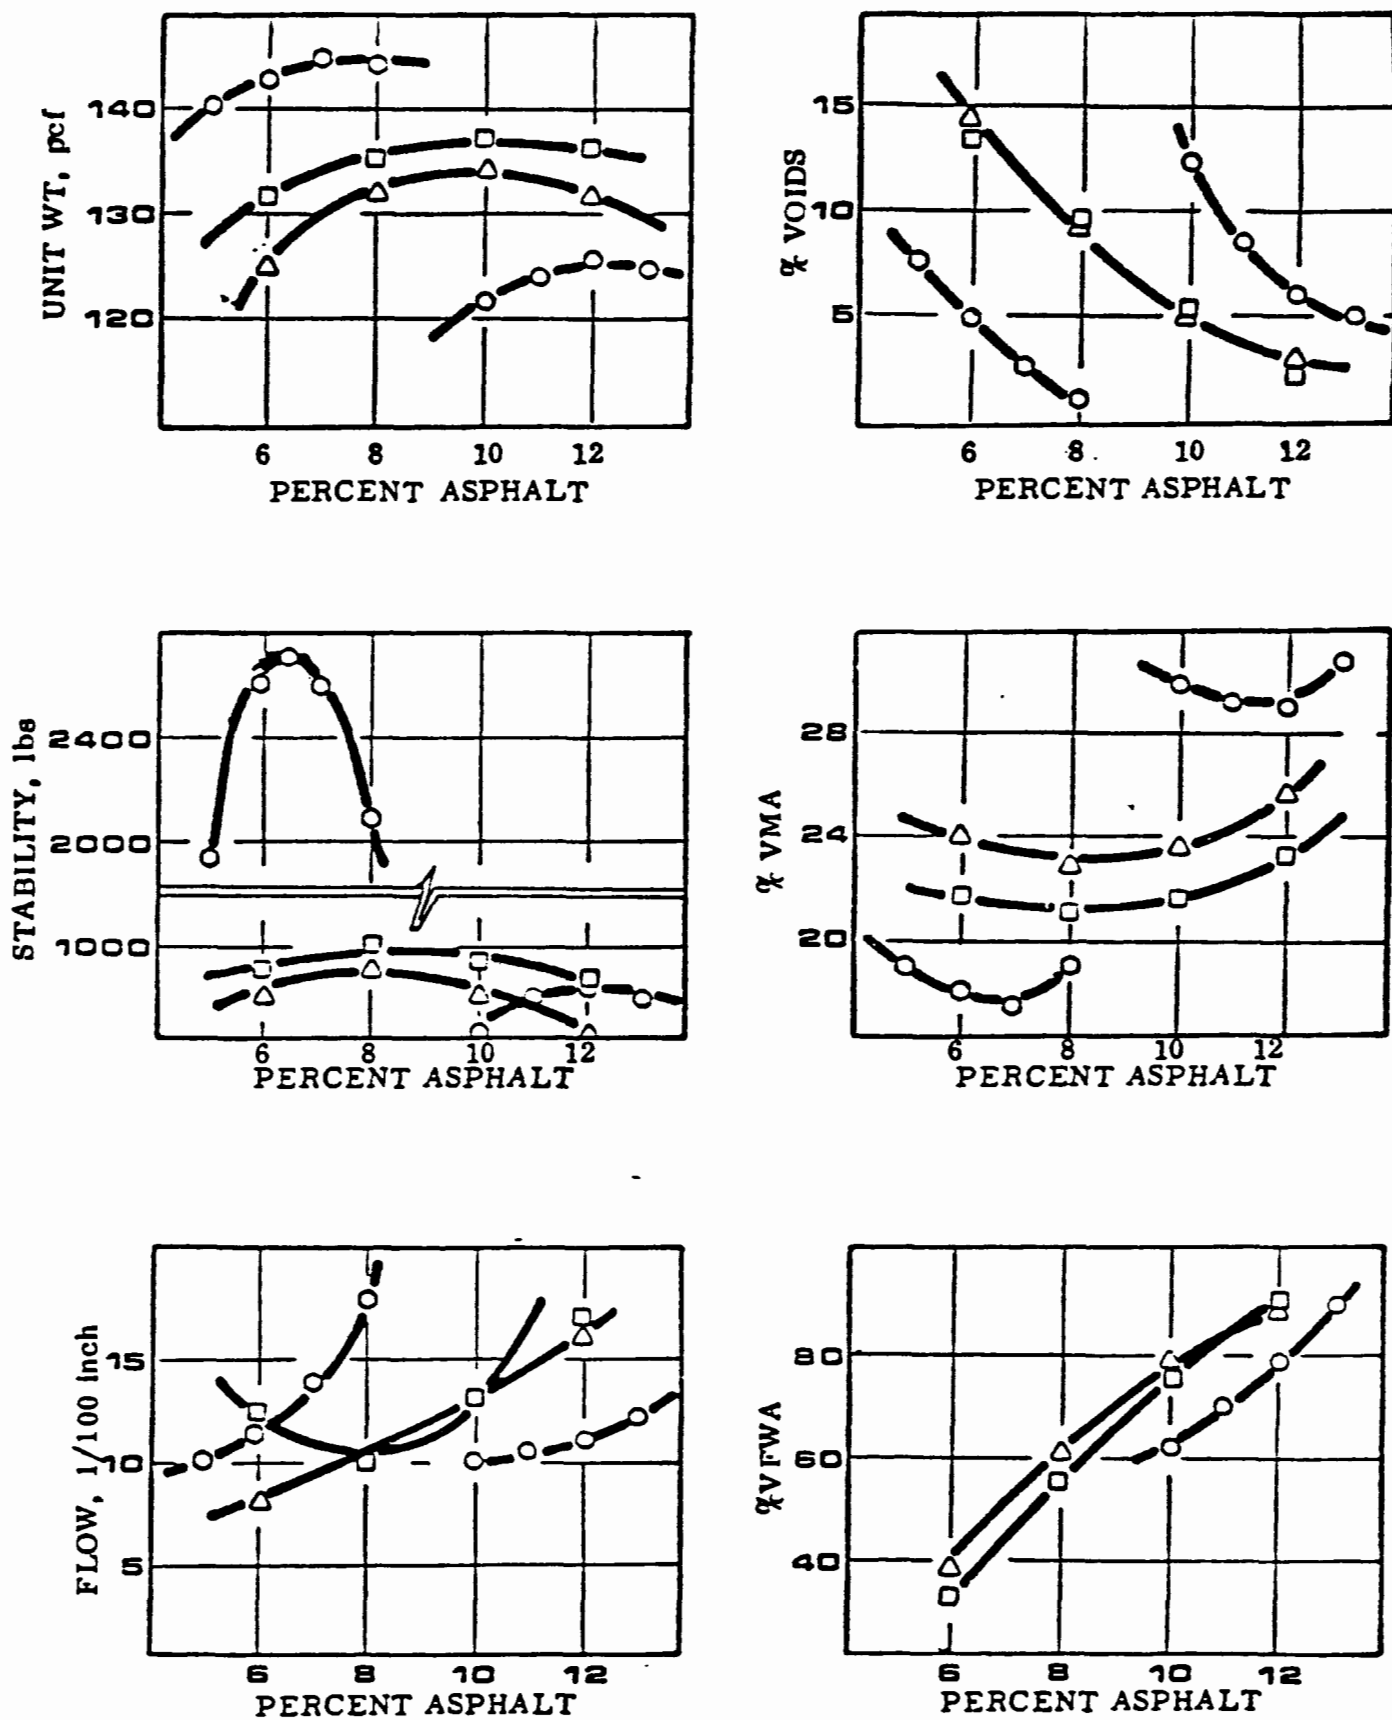 UNIT WT, pcf
140
130
120
6 8 10 12
PERCENT ASPHALT
% VOIDS
15
10
5
6 8 10 12
PERCENT ASPHALT
STABILITY, lbs
2400
2000
1000
6 8 10 12
PERCENT ASPHALT
% VMA
28
24
20
6 8 10 12
PERCENT ASPHALT
FLOW, 1/100 inch
15
10
5
6 8 10 12
PERCENT ASPHALT
%V FWA
80
60
40
6 8 10 12
PERCENT ASPHALT